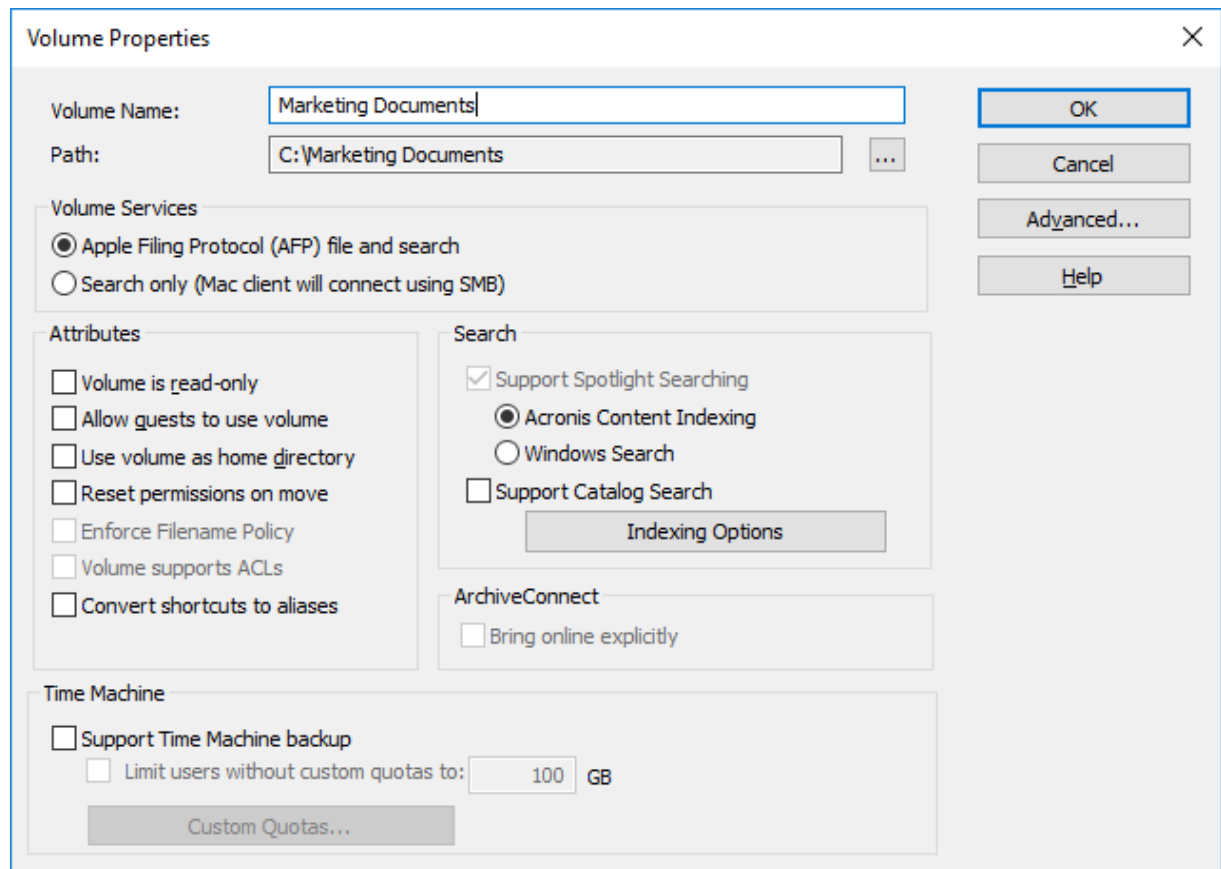 Volume Properties
Volume Name: Marketing Documents
Path: C:\Marketing Documents ...
OK
Cancel
Advanced...
Help
Volume Services
Apple Filing Protocol (AFP) file and search
Search only (Mac client will connect using SMB)
Attributes
Volume is read-only
Allow guests to use volume
Use volume as home directory
Reset permissions on move
Enforce Filename Policy
Volume supports ACLs
Convert shortcuts to aliases
Search
Support Spotlight Searching
Acronis Content Indexing
Windows Search
Support Catalog Search
Indexing Options
ArchiveConnect
Bring online explicitly
Time Machine
Support Time Machine backup
Limit users without custom quotas to: 100 GB
Custom Quotas...